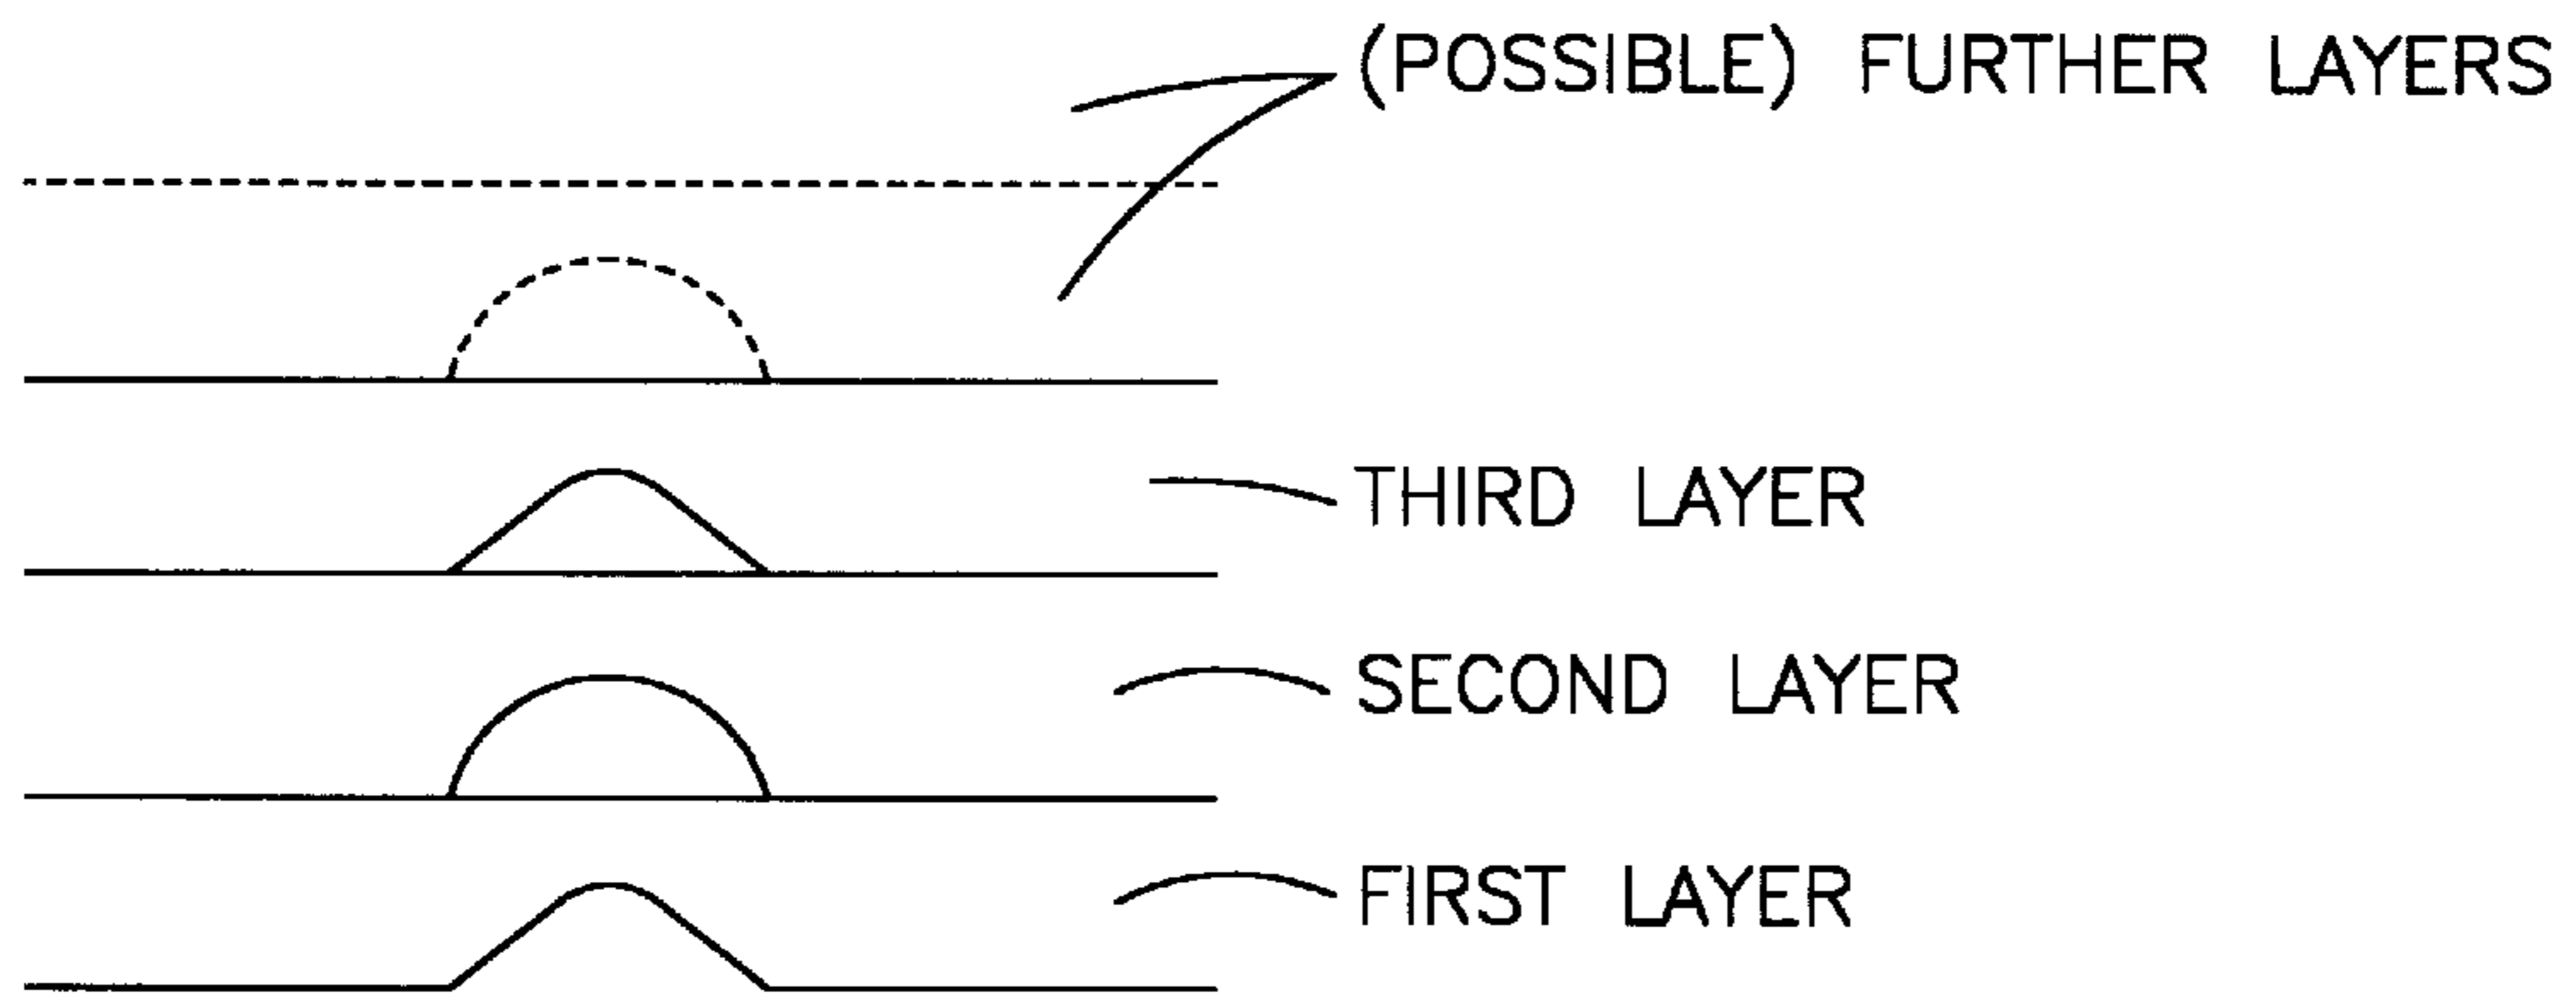 (POSSIBLE) FURTHER LAYERS
THIRD LAYER
SECOND LAYER
FIRST LAYER